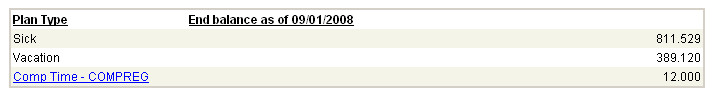 Plan Type End balance as of 09/01/2008
Sick 811.529
Vacation 389.120
Comp Time - COMPREG 12.000